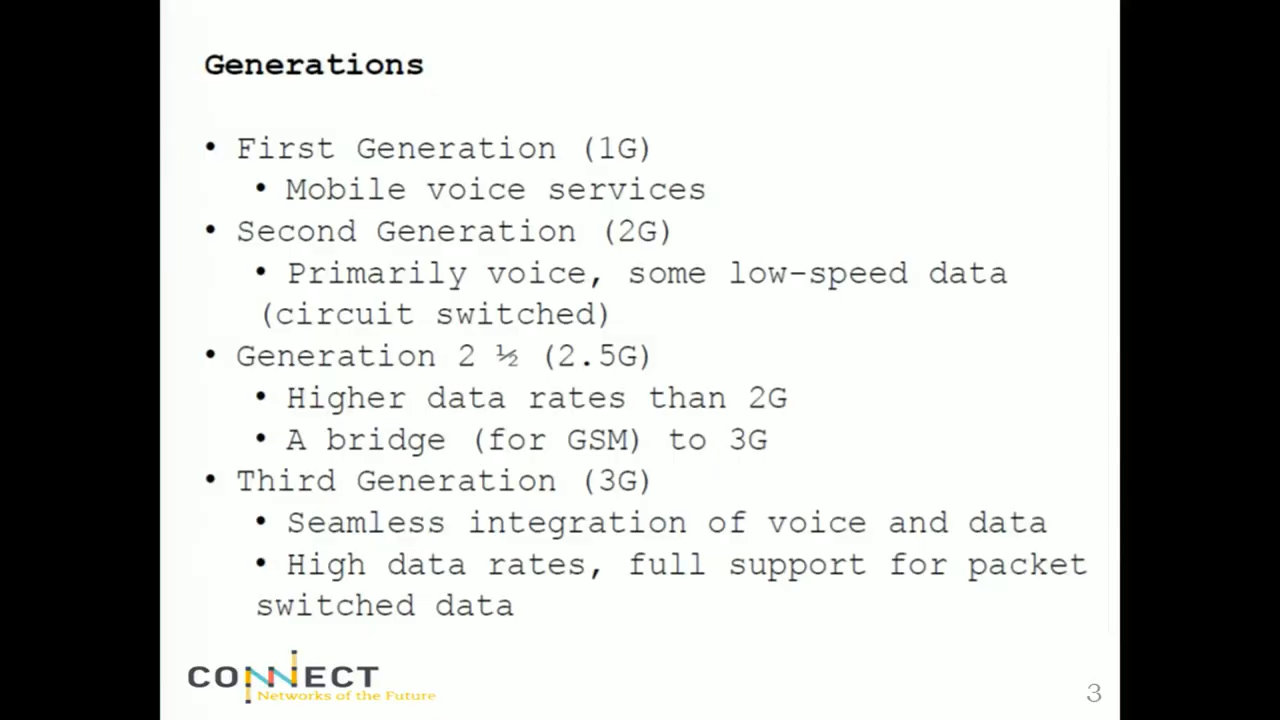 Generations
• First Generation (1G)
• Mobile voice services
• Second Generation (2G)
• Primarily voice, some low-speed data
(circuit switched)
• Generation 2 ½ (2.5G)
• Higher data rates than 2G
• A bridge (for GSM) to 3G
• Third Generation (3G)
• Seamless integration of voice and data
• High data rates, full support for packet
switched data
CONNECT
Networks of the Future
3